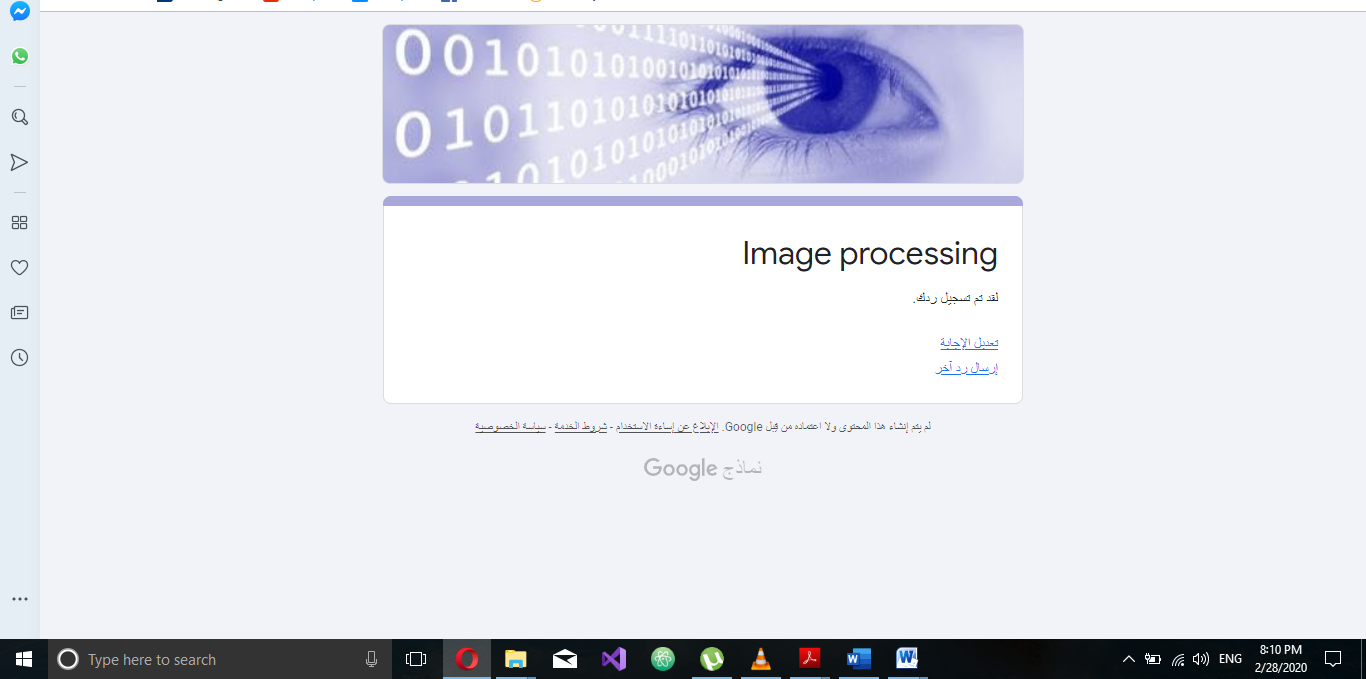 Image processing
لقد تم تسجيل ردك.
تعديل الإجابة
إرسال رد آخر
لم يتم إنشاء هذا المحتوى ولا اعتماده من قِبل Google. الإبلاغ عن إساءة الاستخدام - شروط الخدمة - سياسة الخصوصية
نماذج Google
Type here to search
ENG
8:10 PM
2/28/2020